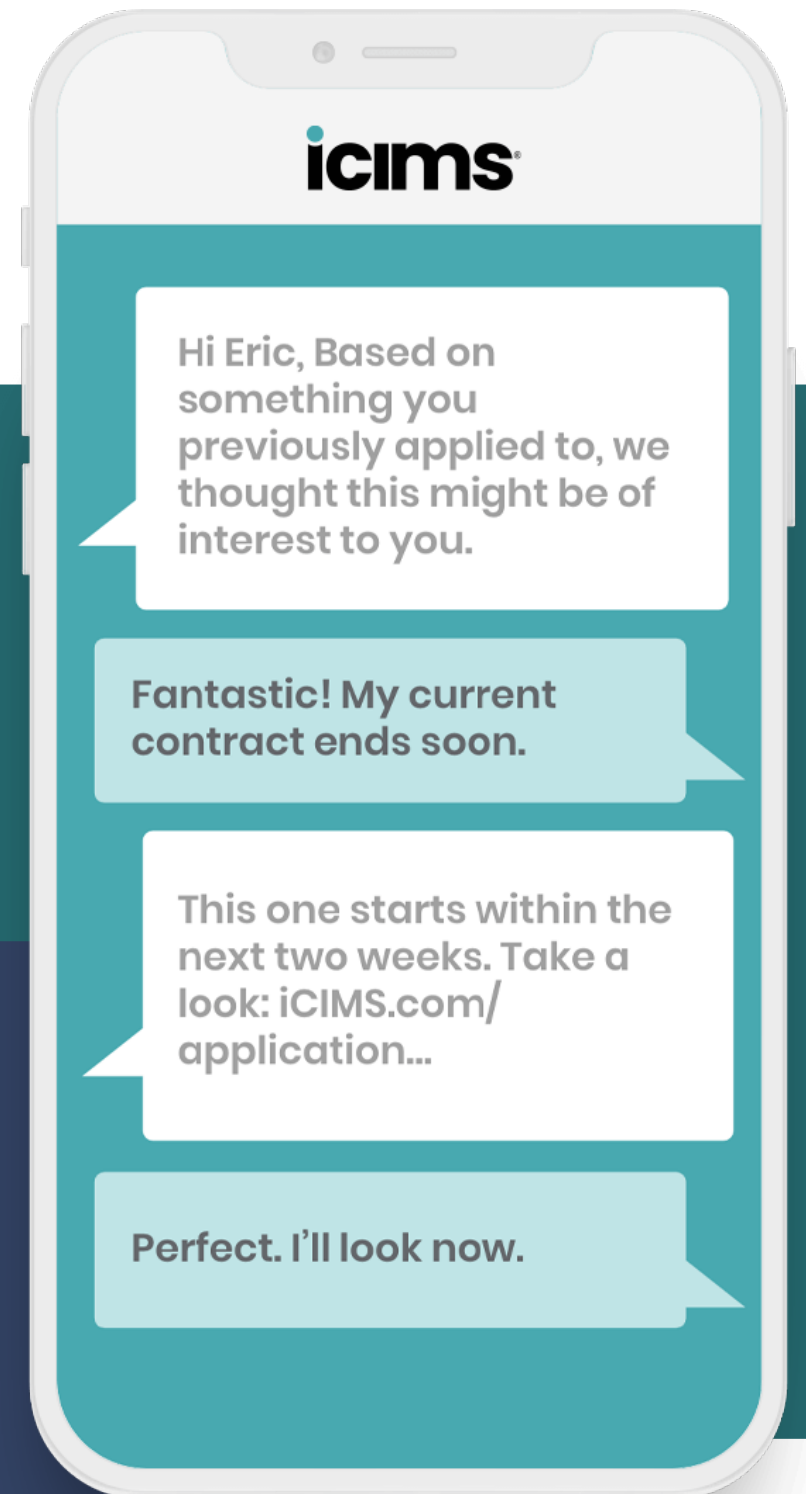 icims®
Hi Eric, Based on
something you
previously applied to, we
thought this might be of
interest to you.
Fantastic! My current
contract ends soon.
This one starts within the
next two weeks. Take a
look: iCIMS.com/
application...
Perfect. I’ll look now.